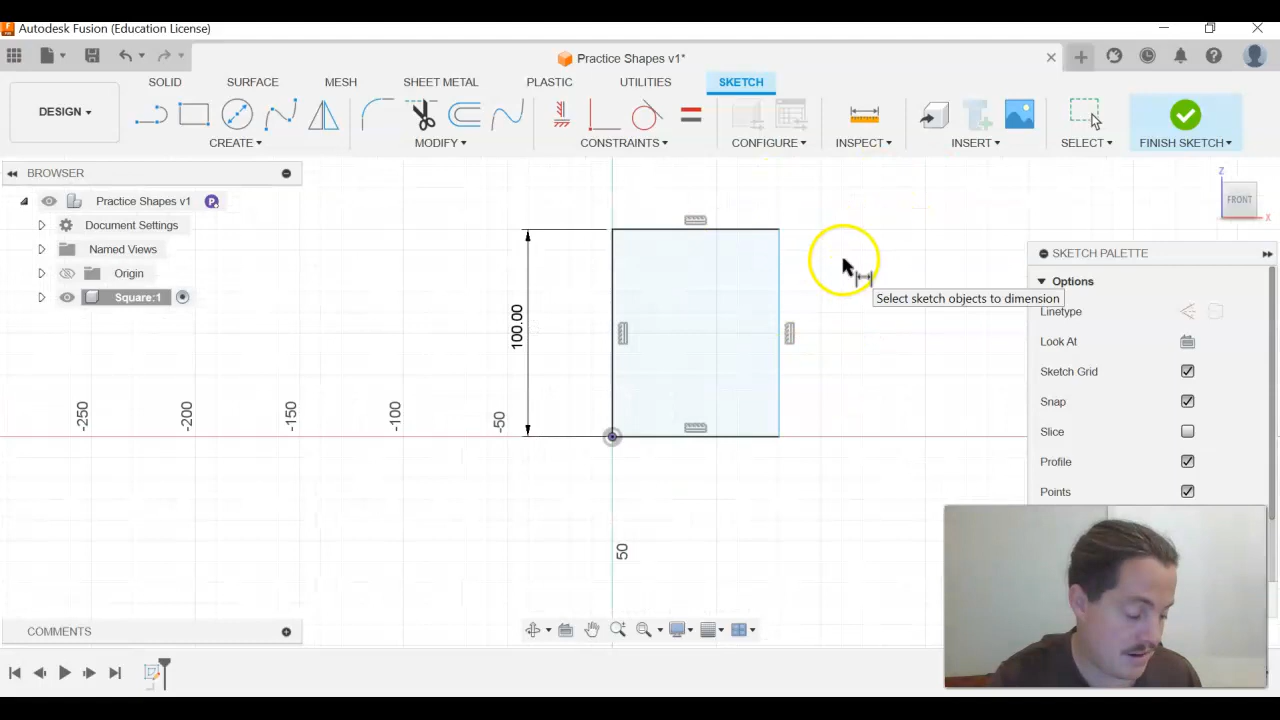 Autodesk Fusion (Education License)
Practice Shapes v1*
SOLID SURFACE MESH SHEET METAL PLASTIC UTILITIES SKETCH
DESIGN
CREATE MODIFY CONSTRAINTS CONFIGURE INSPECT INSERT SELECT FINISH SKETCH
BROWSER
Practice Shapes v1 P
Document Settings
Named Views
Origin
Square:1
Z
FRONT
X
SKETCH PALETTE
Options
Linetype
Look At
Sketch Grid
Snap
Slice
Profile
Points
Select sketch objects to dimension
100.00
-250 -200 -150 -100 -50
50
COMMENTS